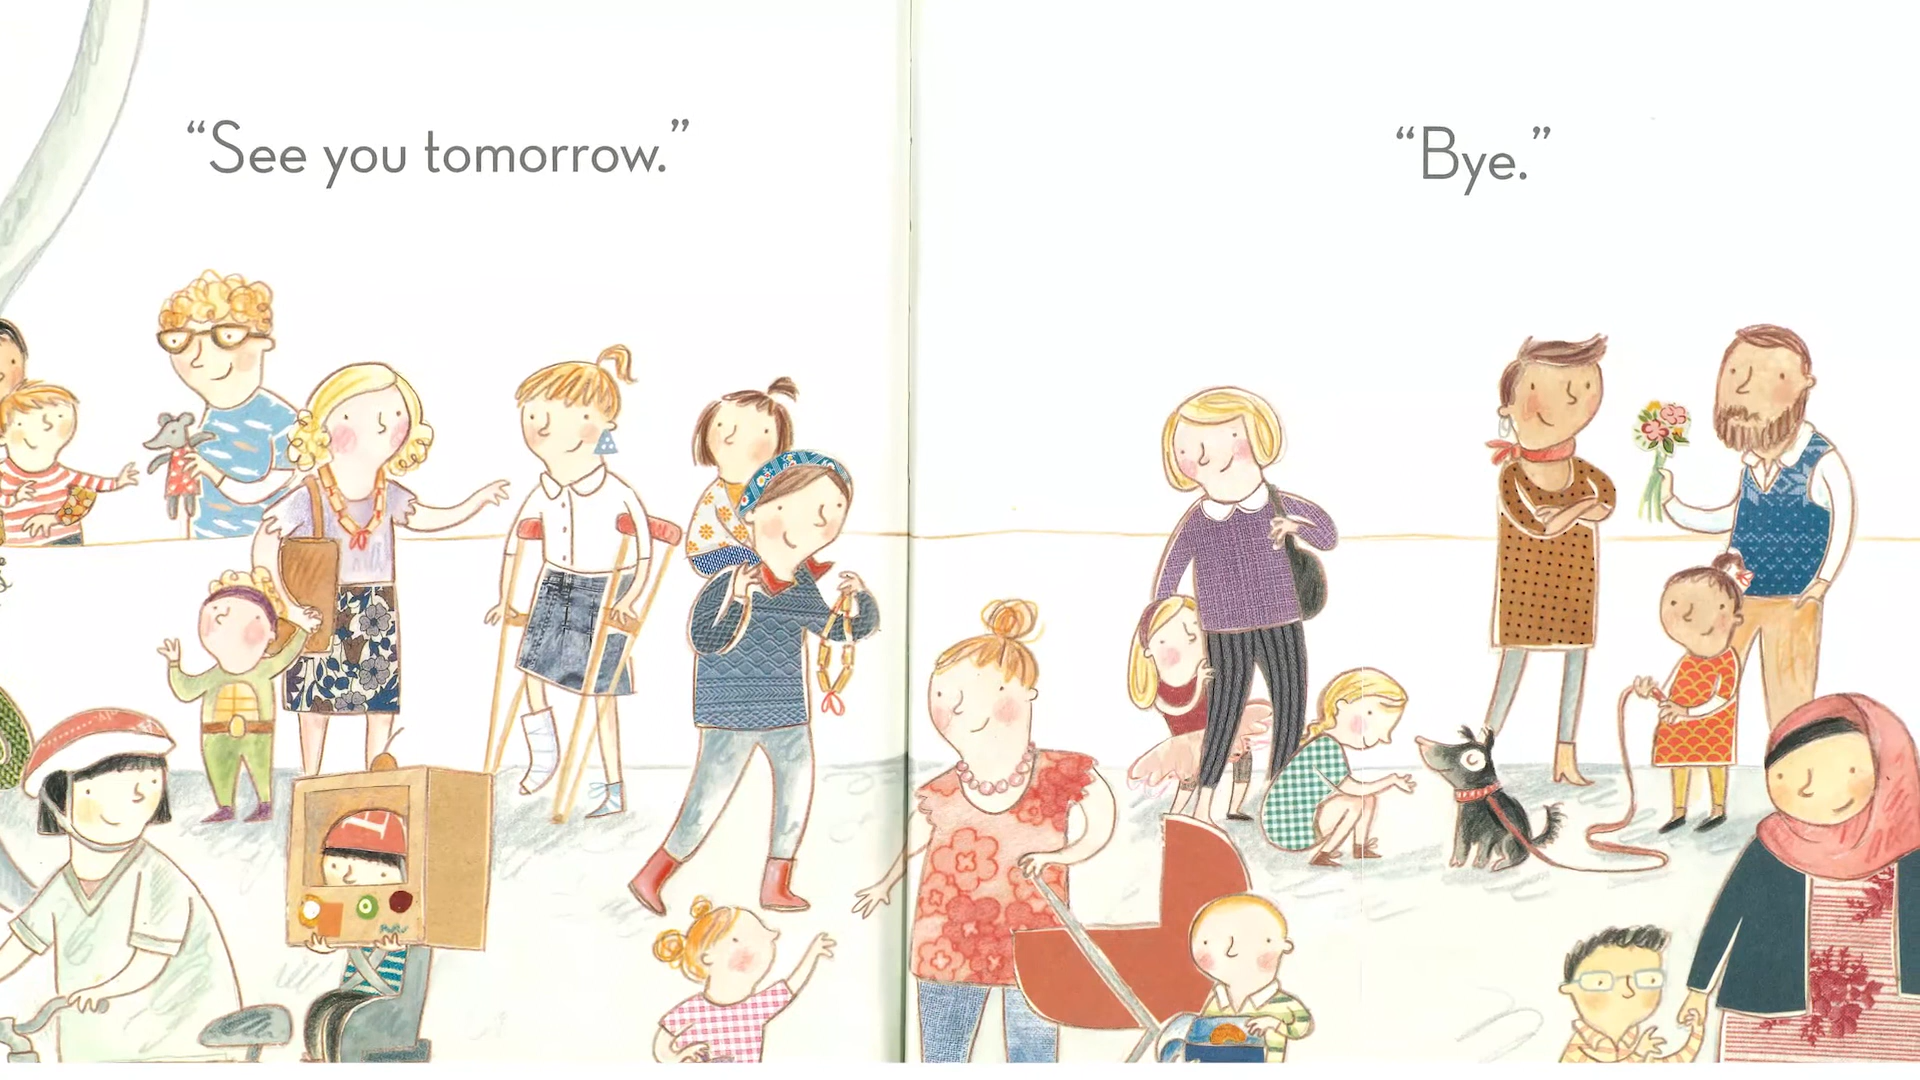 “See you tomorrow.”
“Bye.”